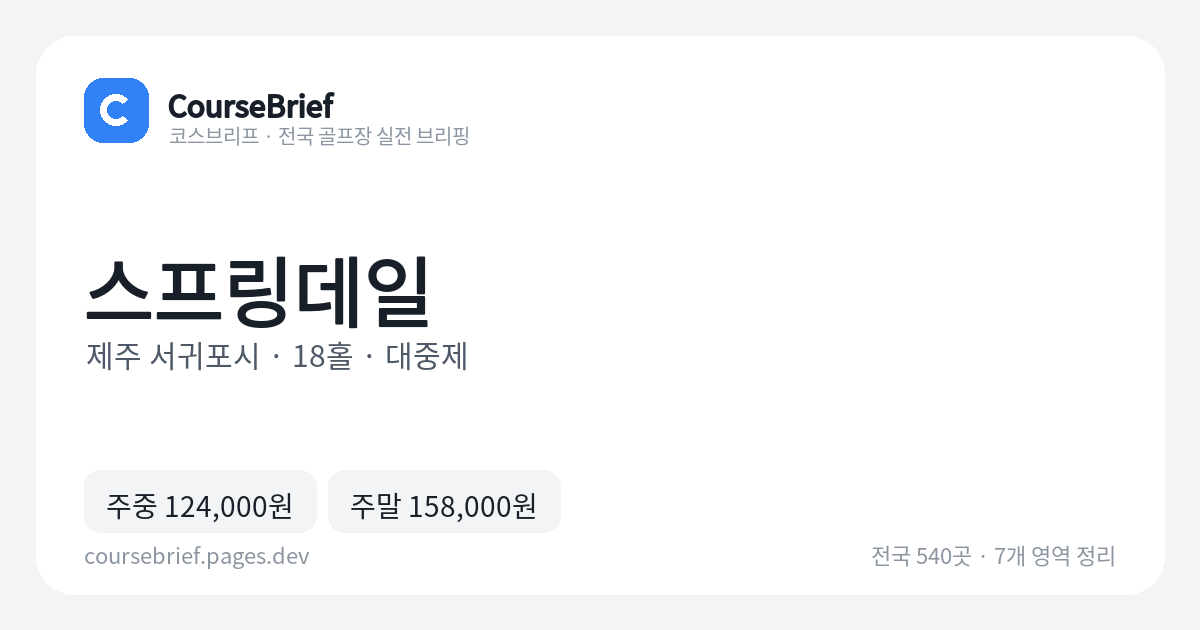 CourseBrief
코스브리프 · 전국 골프장 실전 브리핑
스프링데일
제주 서귀포시 · 18홀 · 대중제
주중 124,000원 주말 158,000원
coursebrief.pages.dev 전국 540곳 · 7개 영역 정리